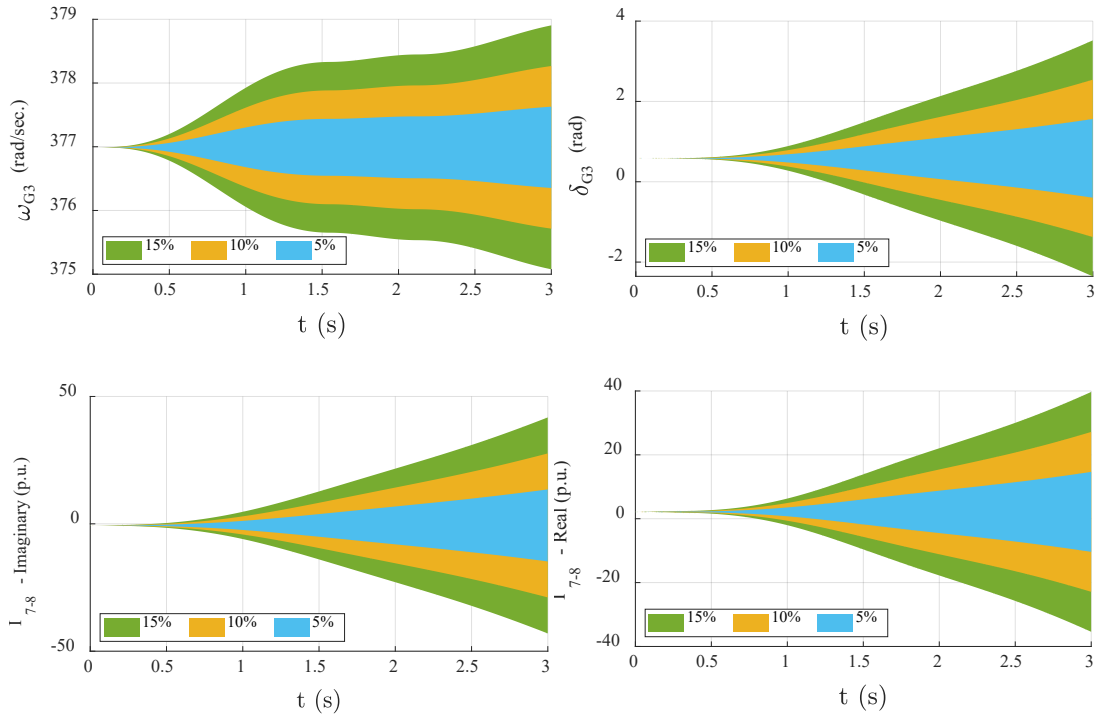 379
378
377
376
375
ω_G3 (rad/sec.)
15% 10% 5%
0 0.5 1 1.5 2 2.5 3
t (s)
4
2
0
-2
δ_G3 (rad)
15% 10% 5%
0 0.5 1 1.5 2 2.5 3
t (s)
50
0
-50
I_7-8 - Imaginary (p.u.)
15% 10% 5%
0 0.5 1 1.5 2 2.5 3
t (s)
40
20
0
-20
-40
I_7-8 - Real (p.u.)
15% 10% 5%
0 0.5 1 1.5 2 2.5 3
t (s)